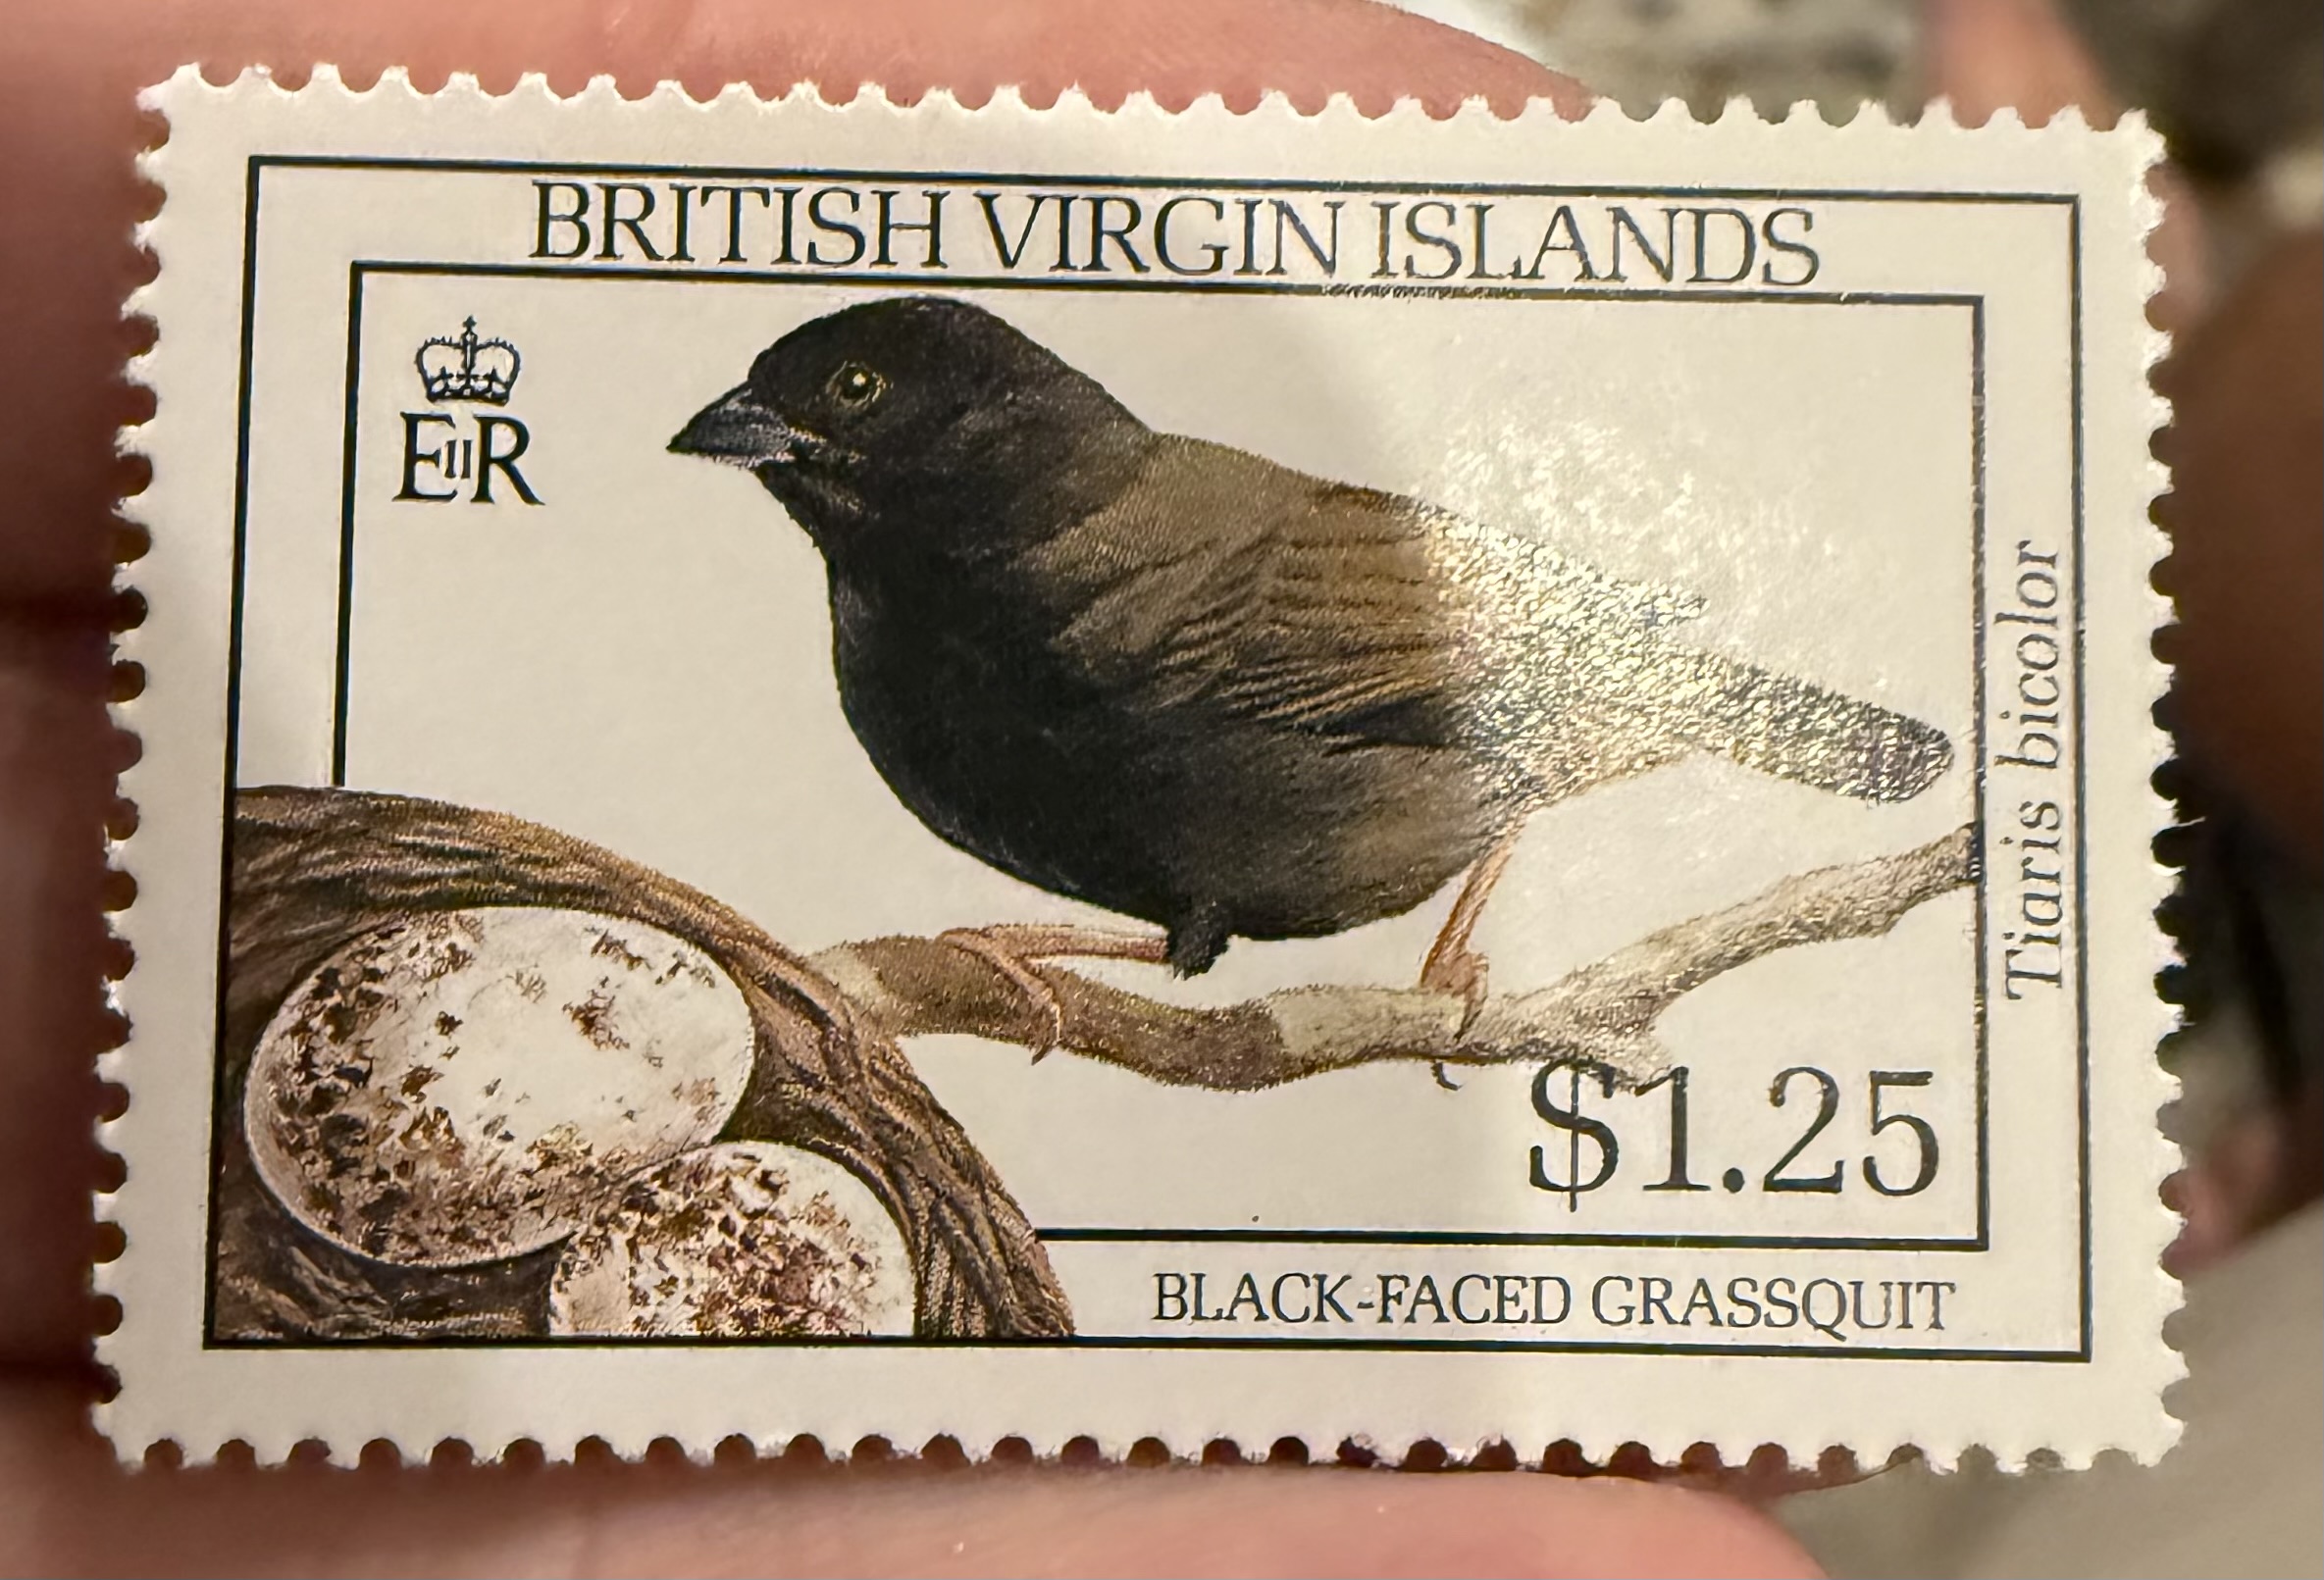 BRITISH VIRGIN ISLANDS
EIIR
Tiaris bicolor
$1.25
BLACK-FACED GRASSQUIT